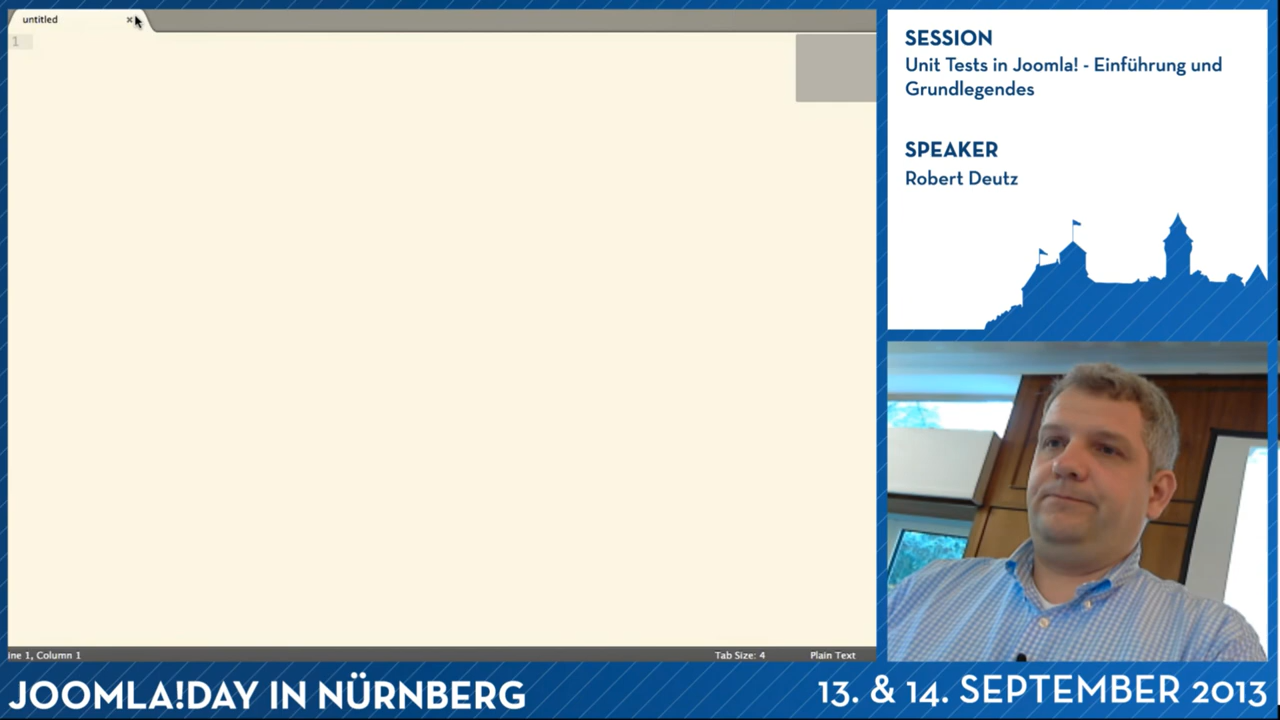 untitled
1
ine 1, Column 1
Tab Size: 4
Plain Text
SESSION
Unit Tests in Joomla! - Einführung und
Grundlegendes
SPEAKER
Robert Deutz
JOOMLA!DAY IN NÜRNBERG
13. & 14. SEPTEMBER 2013